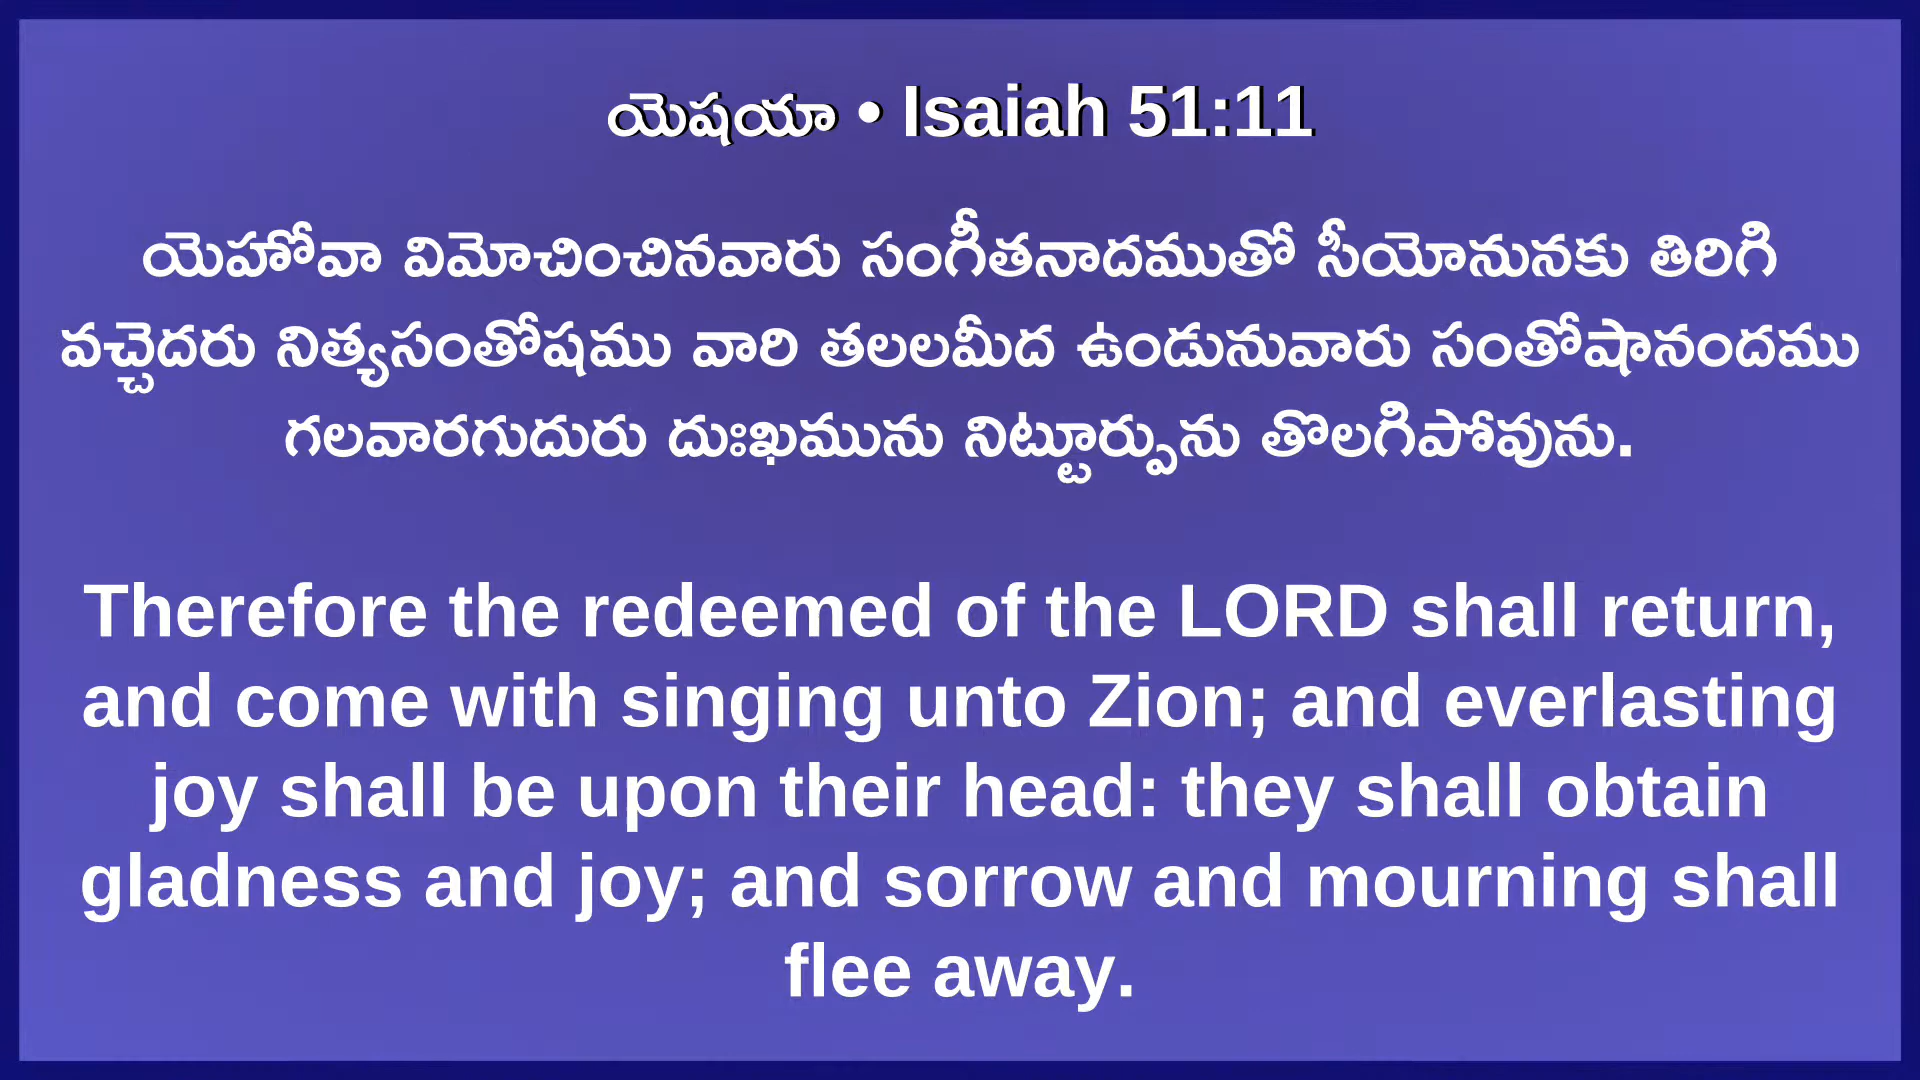 యెషయా • Isaiah 51:11
యెహోవా విమోచించినవారు సంగీతనాదముతో సీయోనునకు తిరిగి
వచ్చెదరు నిత్యసంతోషము వారి తలలమీద ఉండునువారు సంతోషానందము
గలవారగుదురు దుఃఖమును నిట్టూర్పును తొలగిపోవును.
Therefore the redeemed of the LORD shall return,
and come with singing unto Zion; and everlasting
joy shall be upon their head: they shall obtain
gladness and joy; and sorrow and mourning shall
flee away.